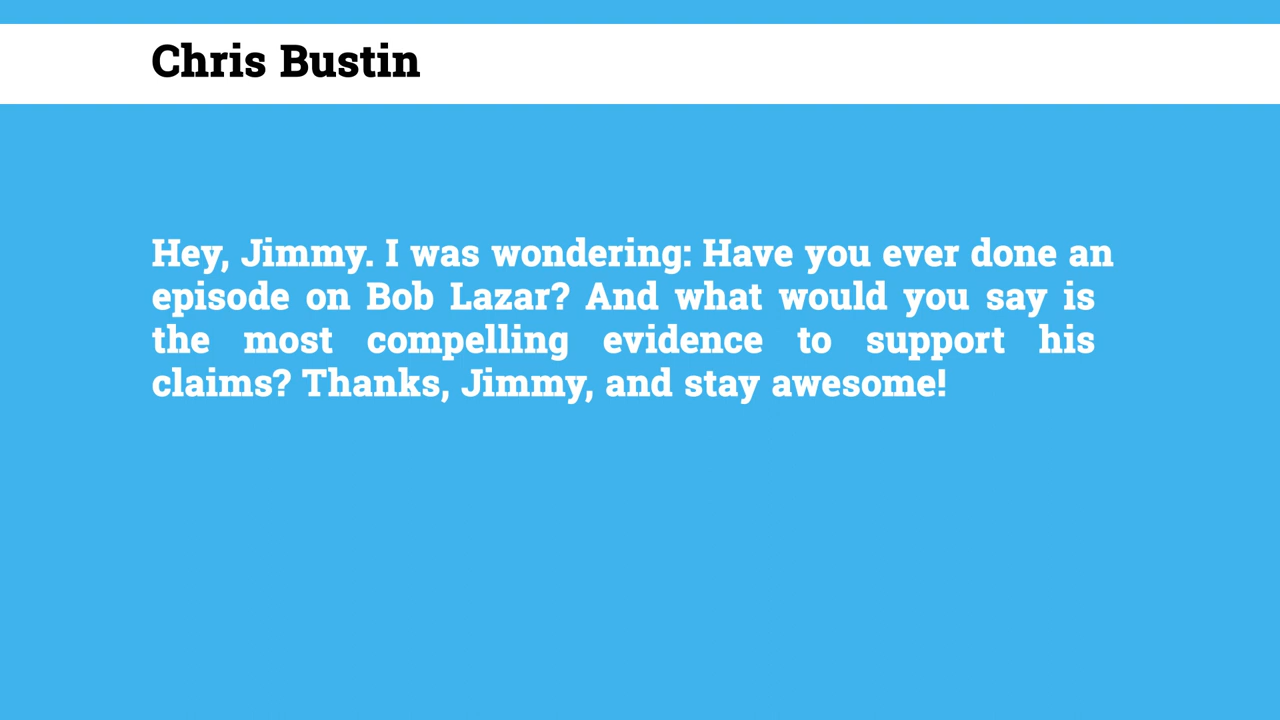 Chris Bustin
Hey, Jimmy. I was wondering: Have you ever done an
episode on Bob Lazar? And what would you say is
the most compelling evidence to support his
claims? Thanks, Jimmy, and stay awesome!